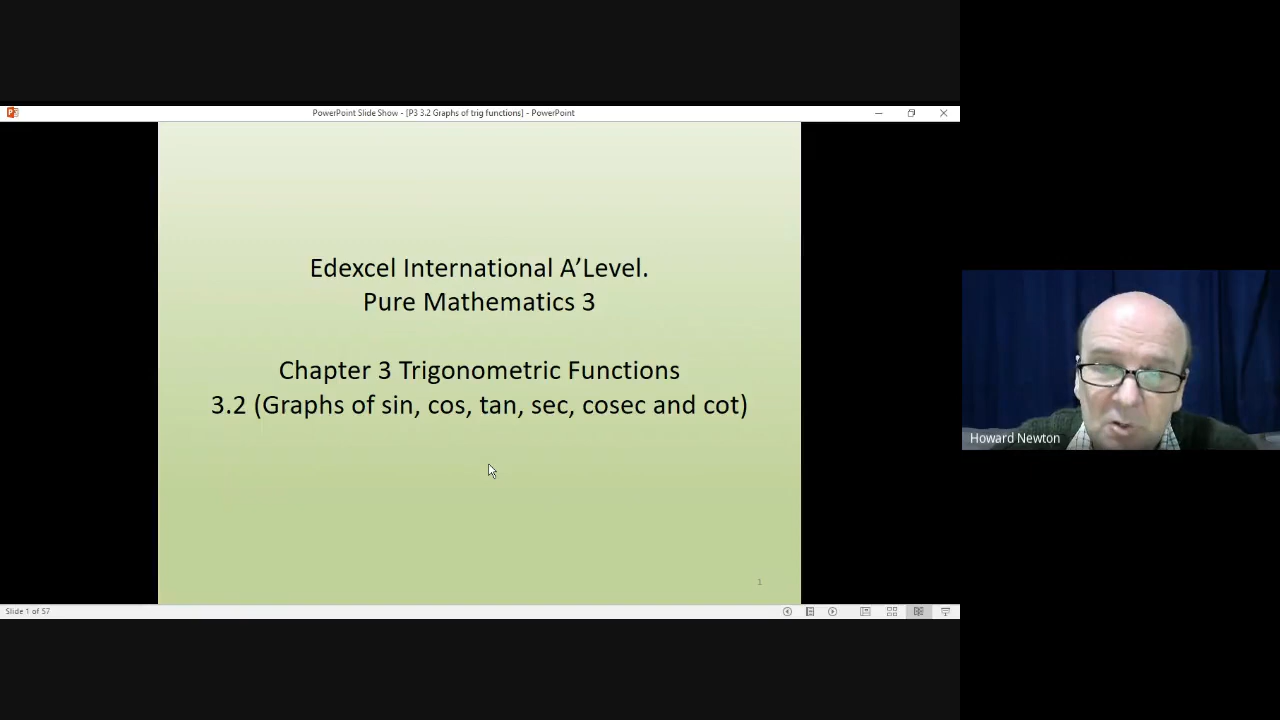 PowerPoint Slide Show - [P3 3.2 Graphs of trig functions] - PowerPoint
Edexcel International A’Level.
Pure Mathematics 3
Chapter 3 Trigonometric Functions
3.2 (Graphs of sin, cos, tan, sec, cosec and cot)
Howard Newton
1
Slide 1 of 57